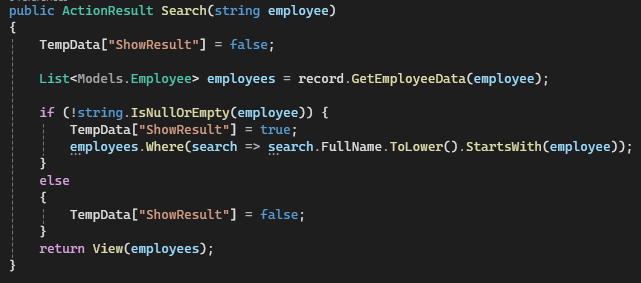 public ActionResult Search(string employee)
{
TempData["ShowResult"] = false;
List<Models.Employee> employees = record.GetEmployeeData(employee);
if (!string.IsNullOrEmpty(employee)) {
TempData["ShowResult"] = true;
employees.Where(search => search.FullName.ToLower().StartsWith(employee));
}
else
{
TempData["ShowResult"] = false;
}
return View(employees);
}